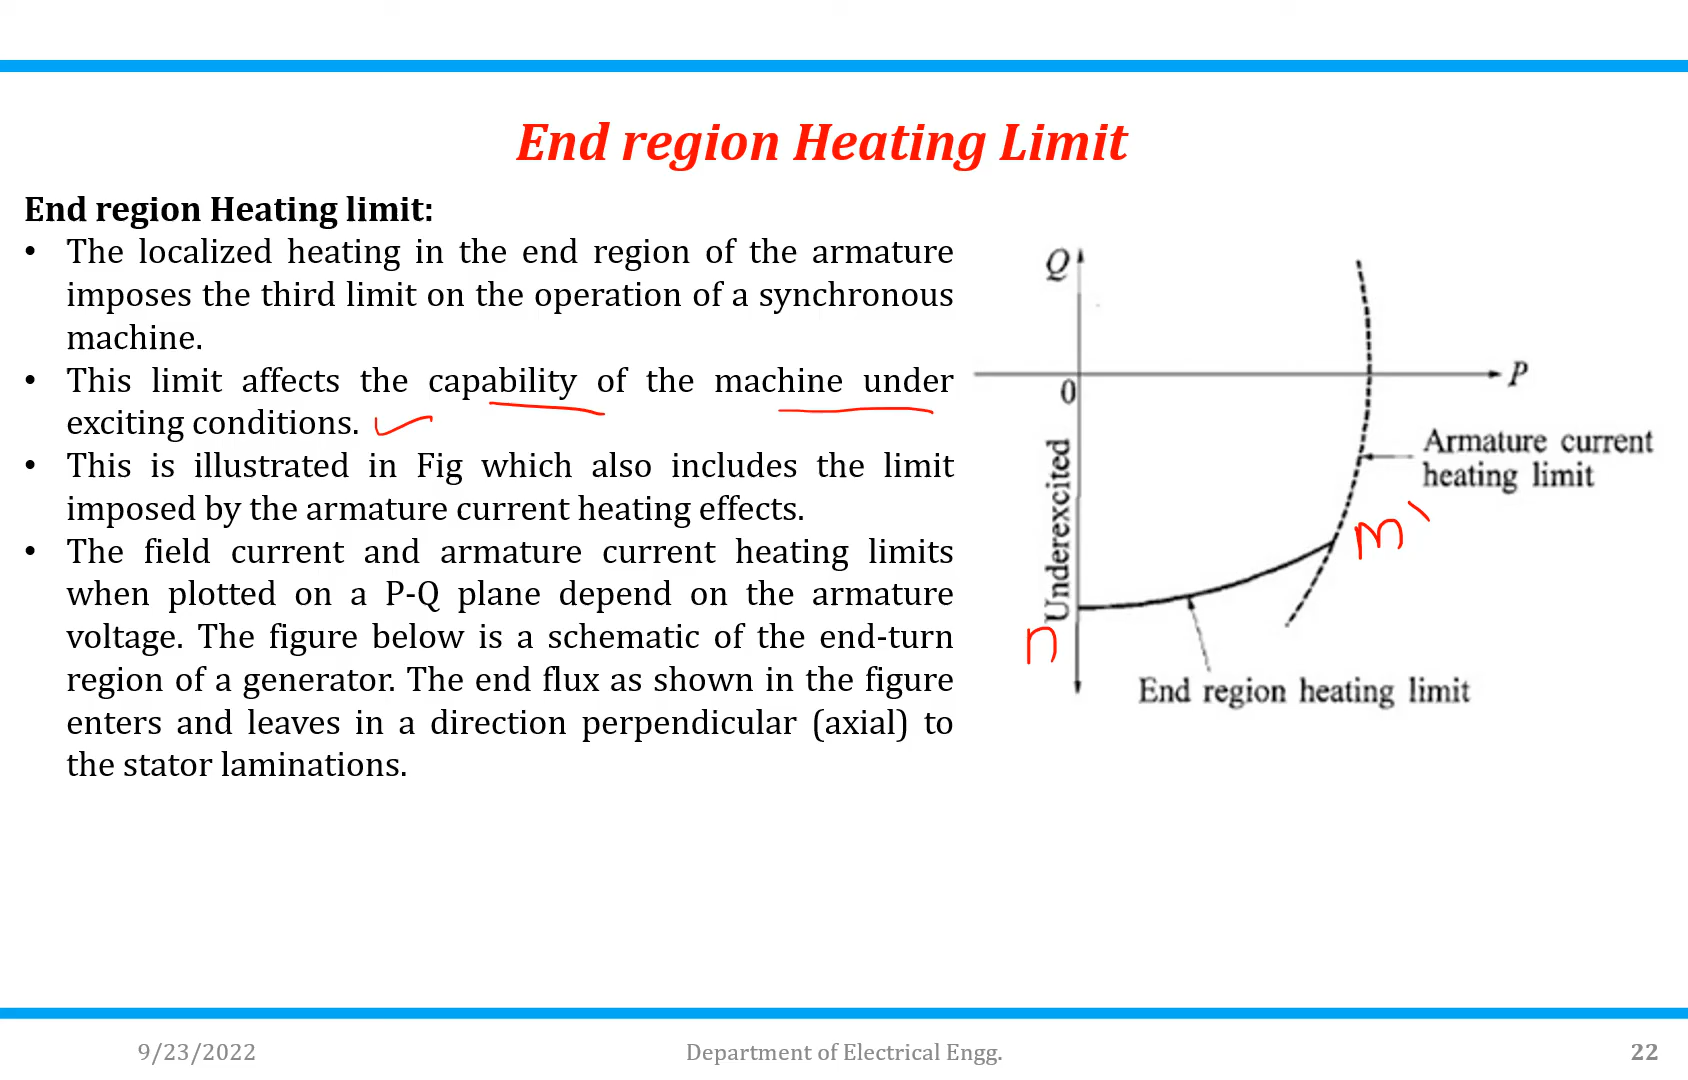 End region Heating Limit
End region Heating limit:
• The localized heating in the end region of the armature
imposes the third limit on the operation of a synchronous
machine.
• This limit affects the capability of the machine under
exciting conditions.
• This is illustrated in Fig which also includes the limit
imposed by the armature current heating effects.
• The field current and armature current heating limits
when plotted on a P-Q plane depend on the armature
voltage. The figure below is a schematic of the end-turn
region of a generator. The end flux as shown in the figure
enters and leaves in a direction perpendicular (axial) to
the stator laminations.
Q
P
0
Underexcited
Armature current
heating limit
m'
n
End region heating limit
9/23/2022
Department of Electrical Engg.
22